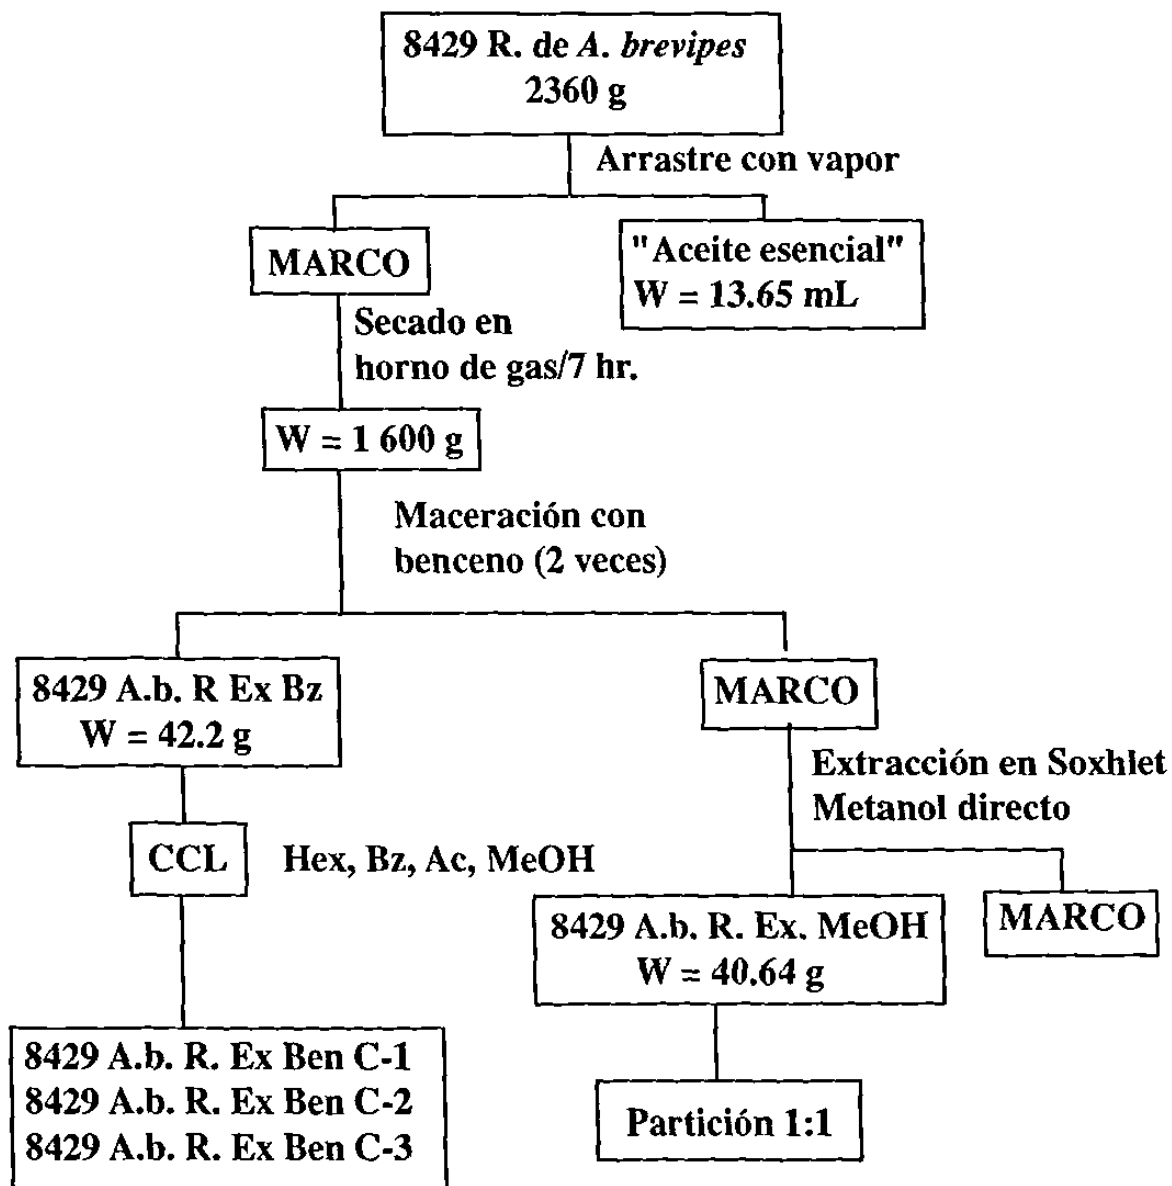 8429 R. de A. brevipes
2360 g
Arrastre con vapor
MARCO
"Aceite esencial"
W = 13.65 mL
Secado en
horno de gas/7 hr.
W = 1 600 g
Maceración con
benceno (2 veces)
8429 A.b. R Ex Bz
W = 42.2 g
MARCO
Extracción en Soxhlet
Metanol directo
CCL
Hex, Bz, Ac, MeOH
MARCO
8429 A.b. R. Ex. MeOH
W = 40.64 g
8429 A.b. R. Ex Ben C-1
8429 A.b. R. Ex Ben C-2
8429 A.b. R. Ex Ben C-3
Partición 1:1